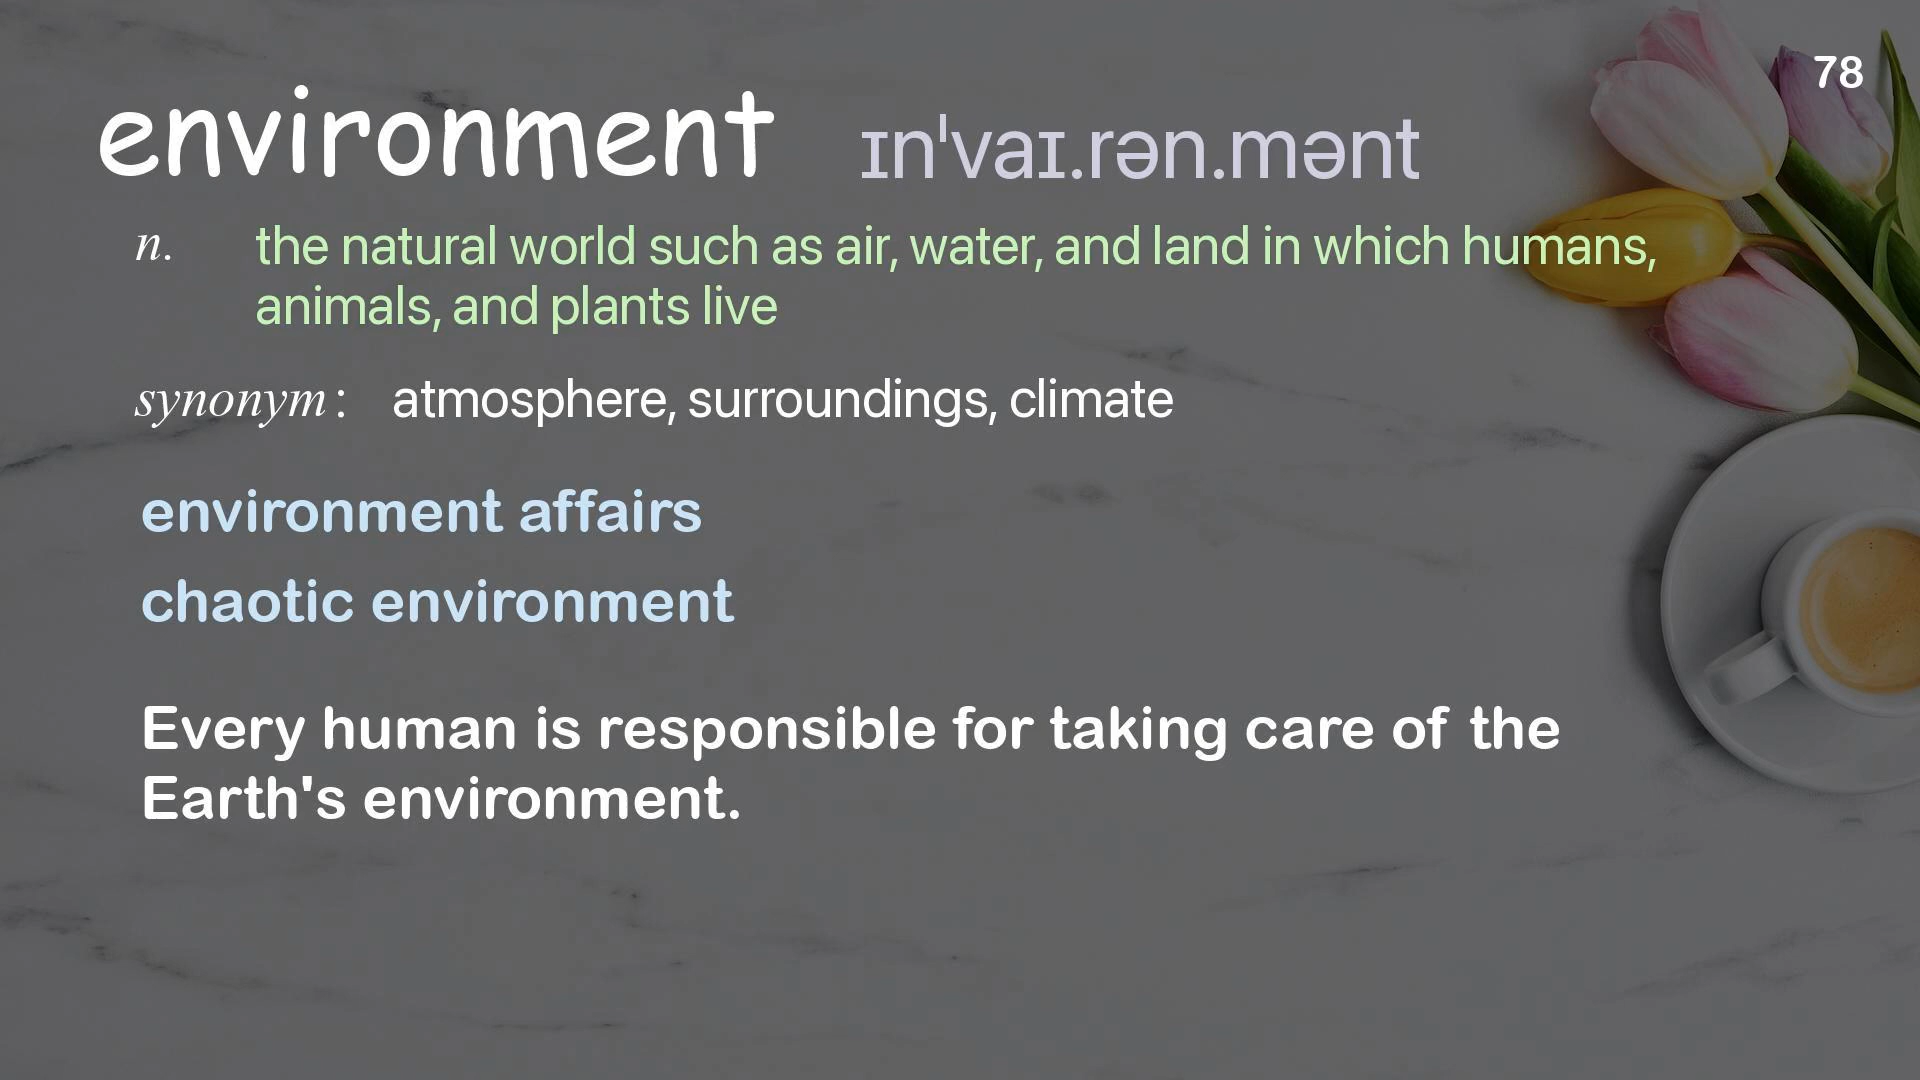 78
environment ɪnˈvaɪ.rən.mənt
n. the natural world such as air, water, and land in which humans,
animals, and plants live
synonym : atmosphere, surroundings, climate
environment affairs
chaotic environment
Every human is responsible for taking care of the
Earth's environment.